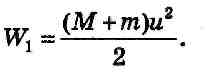 W₁ = (M + m)u² / 2 .